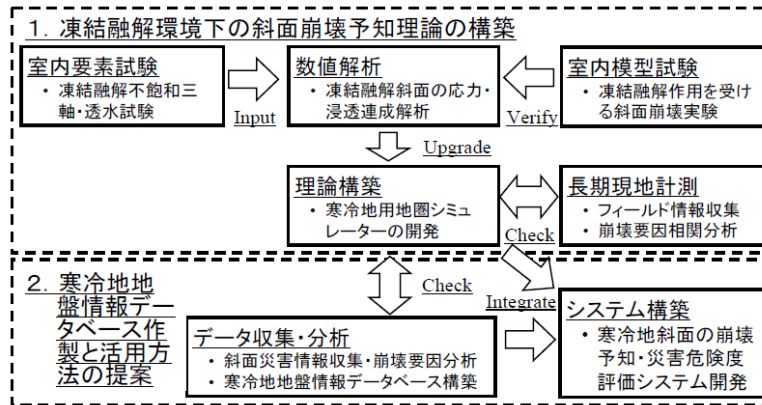 1. 凍結融解環境下の斜面崩壊予知理論の構築
室内要素試験
・ 凍結融解不飽和三
軸・透水試験
Input
数値解析
・ 凍結融解斜面の応力・
浸透連成解析
Verify
室内模型試験
・ 凍結融解作用を受け
る斜面崩壊実験
Upgrade
理論構築
・ 寒冷地用地圏シミュ
レーターの開発
Check
長期現地計測
・ フィールド情報収集
・ 崩壊要因相関分析
2. 寒冷地地
盤情報デー
タベース作
製と活用方
法の提案
Check
Integrate
データ収集・分析
・ 斜面災害情報収集・崩壊要因分析
・ 寒冷地地盤情報データベース構築
システム構築
・ 寒冷地斜面の崩壊
予知・災害危険度
評価システム開発